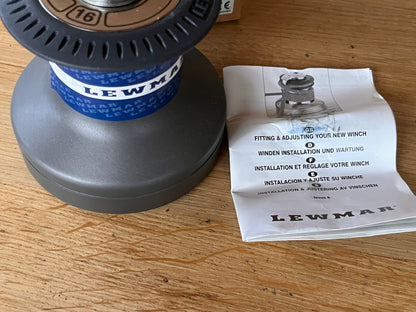 16
LEWMAR
GB
FITTING & ADJUSTING YOUR NEW WINCH
D
WINDEN INSTALLATION UND WARTUNG
F
INSTALLATION ET REGLAGE VOTRE WINCH
E
INSTALACION Y AJUSTE SU WINCHE
S
INSTALLATION & JUSTERING AV VINSCHEN
LEWMAR